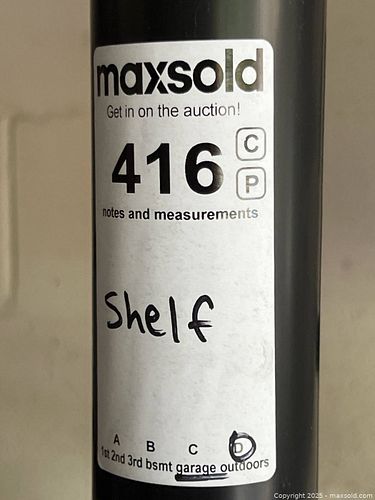 maxsold
Get in on the auction!
416
C
P
notes and measurements
Shelf
A B C D
1st 2nd 3rd bsmt garage outdoors
Copyright 2025 - maxsold.com